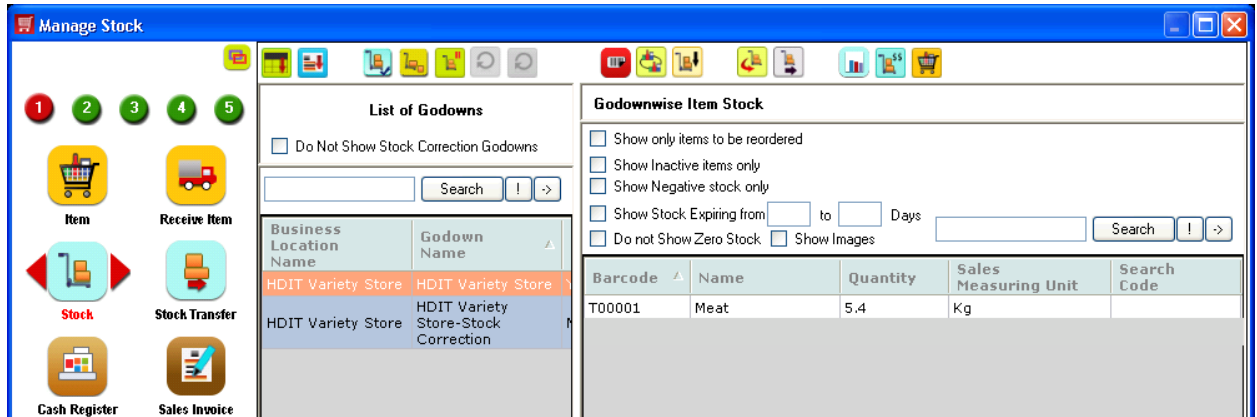 Manage Stock
1 2 3 4 5
Item
Receive Item
Stock
Stock Transfer
Cash Register
Sales Invoice
List of Godowns
Do Not Show Stock Correction Godowns
Search ! ->
Business Location Name Godown Name
HDIT Variety Store HDIT Variety Store
HDIT Variety Store HDIT Variety Store-Stock Correction
Godownwise Item Stock
Show only items to be reordered
Show Inactive items only
Show Negative stock only
Show Stock Expiring from to Days
Do not Show Zero Stock Show Images
Search ! ->
Barcode Name Quantity Sales Measuring Unit Search Code
T00001 Meat 5.4 Kg